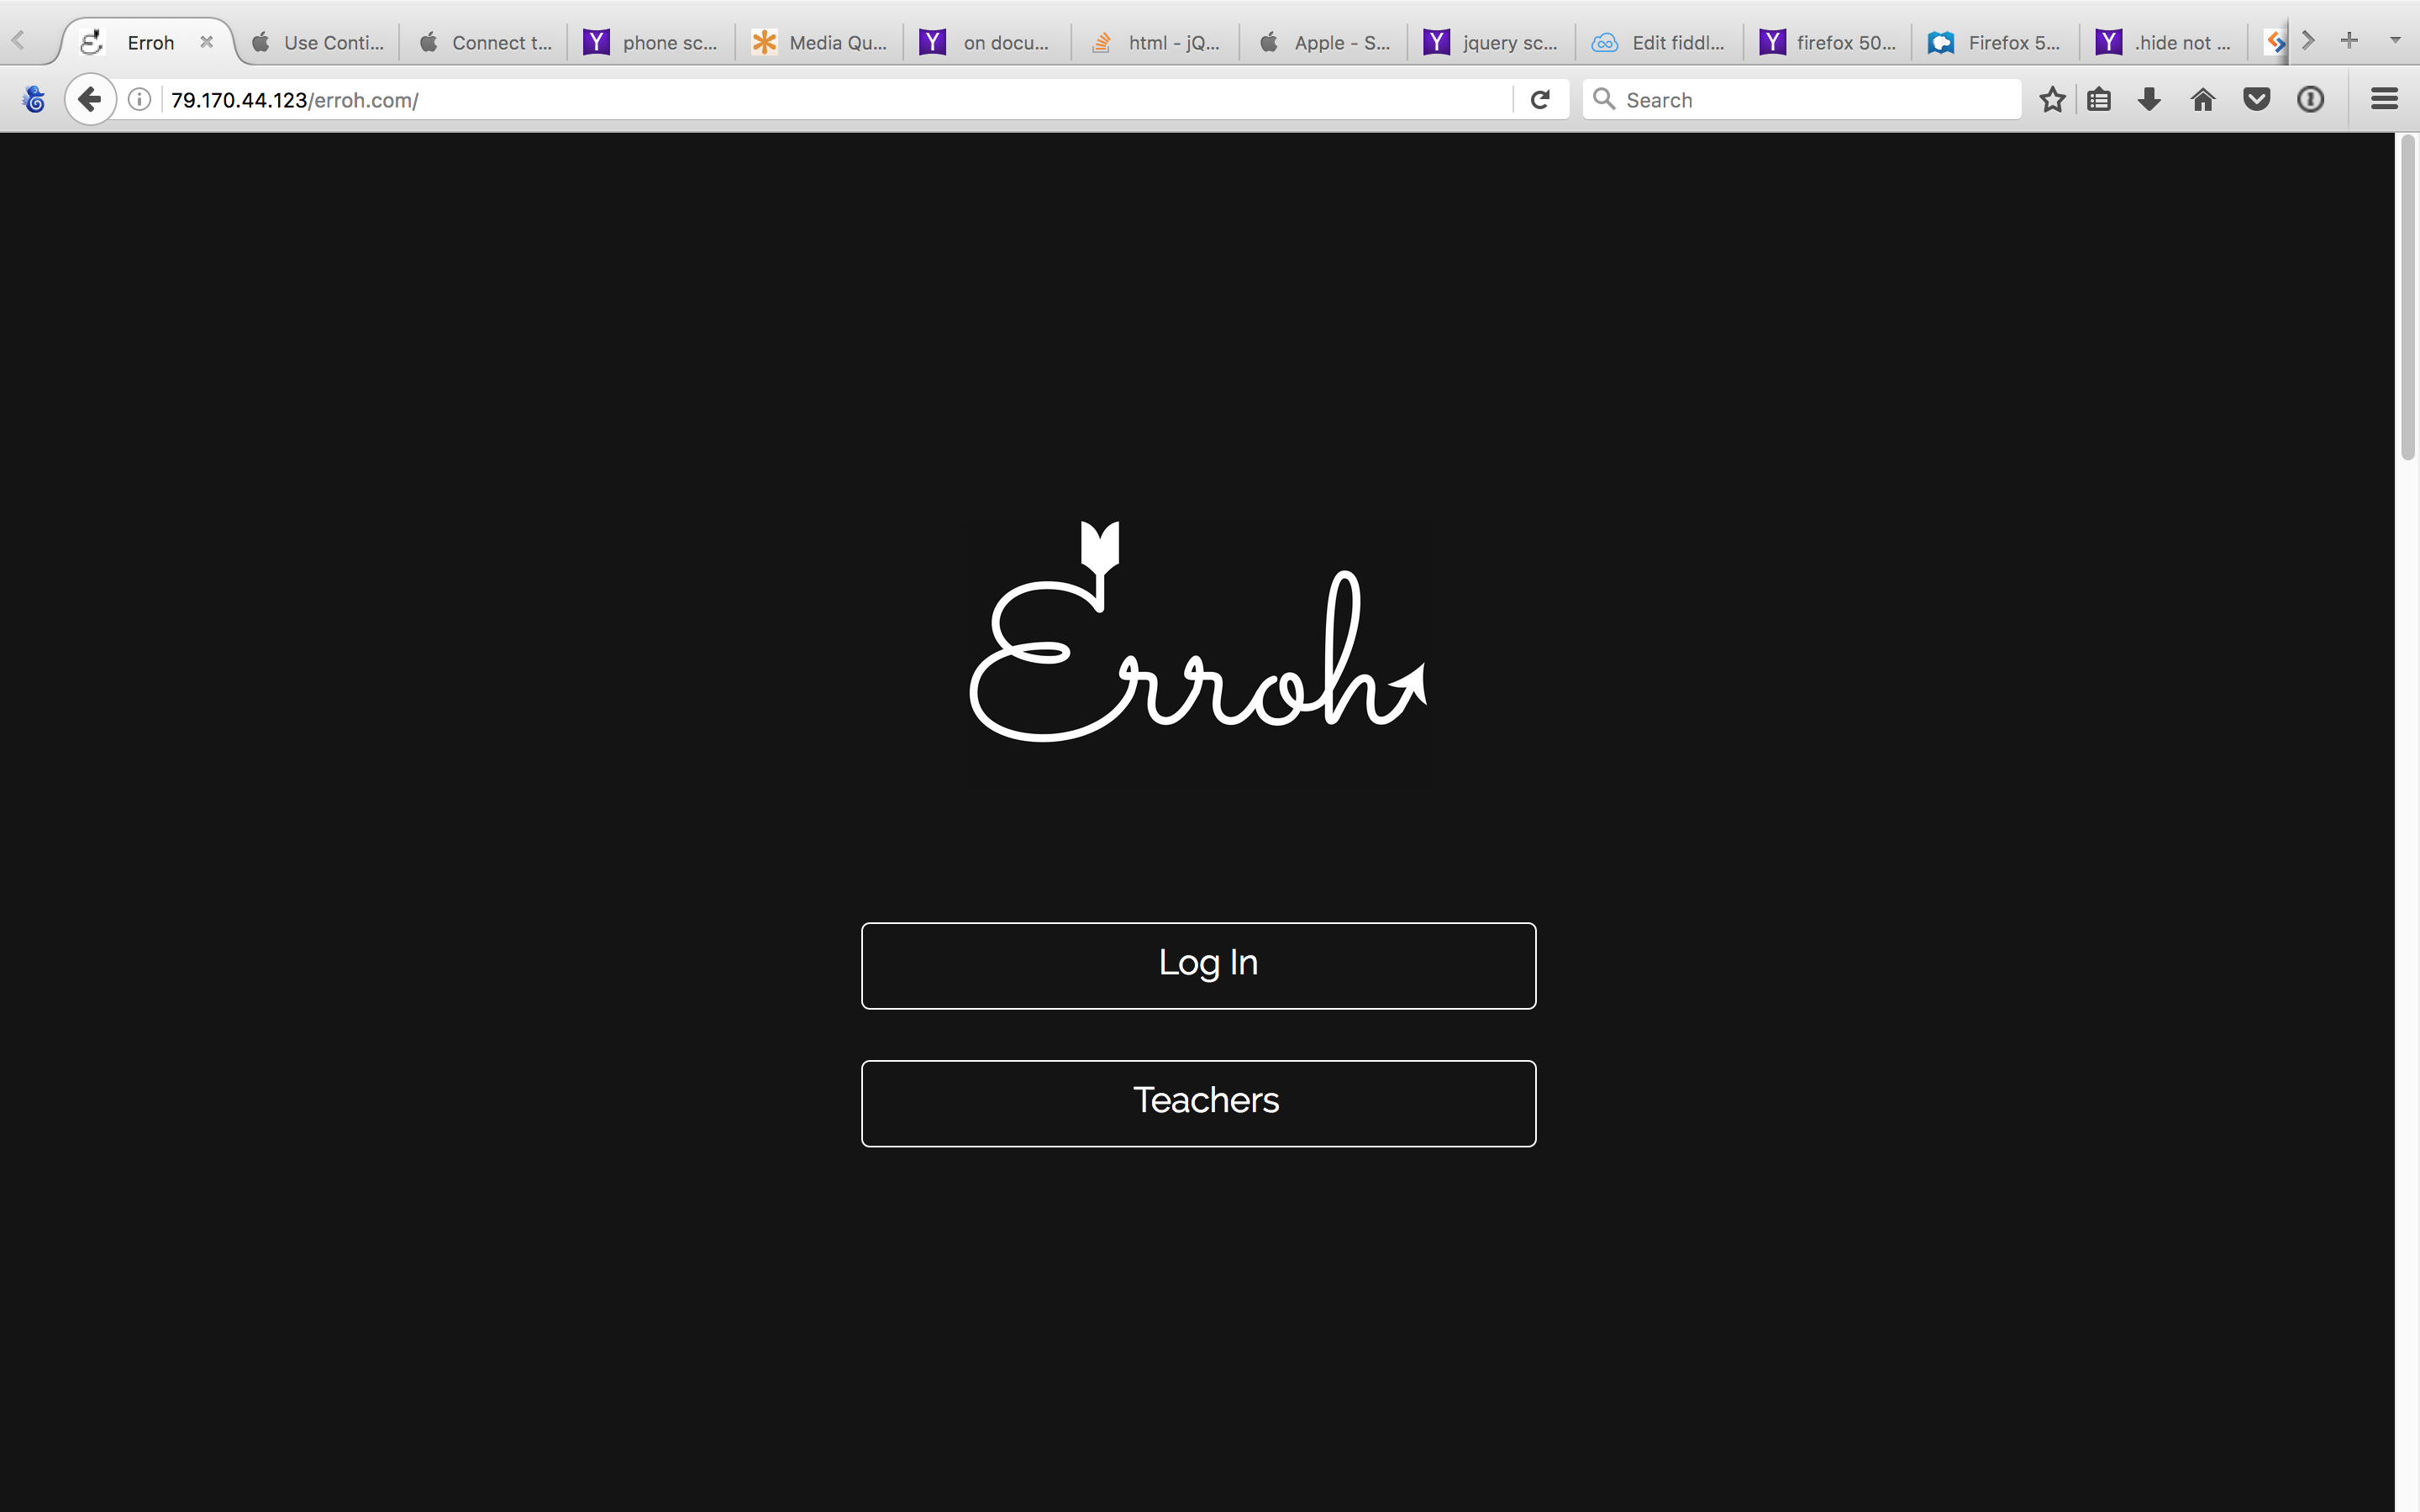 Erroh
Use Conti...
Connect t...
phone sc...
Media Qu...
on docu...
html - jQ...
Apple - S...
jquery sc...
Edit fiddl...
firefox 50...
Firefox 5...
.hide not ...
79.170.44.123/erroh.com/
Search
Erroh
Log In
Teachers